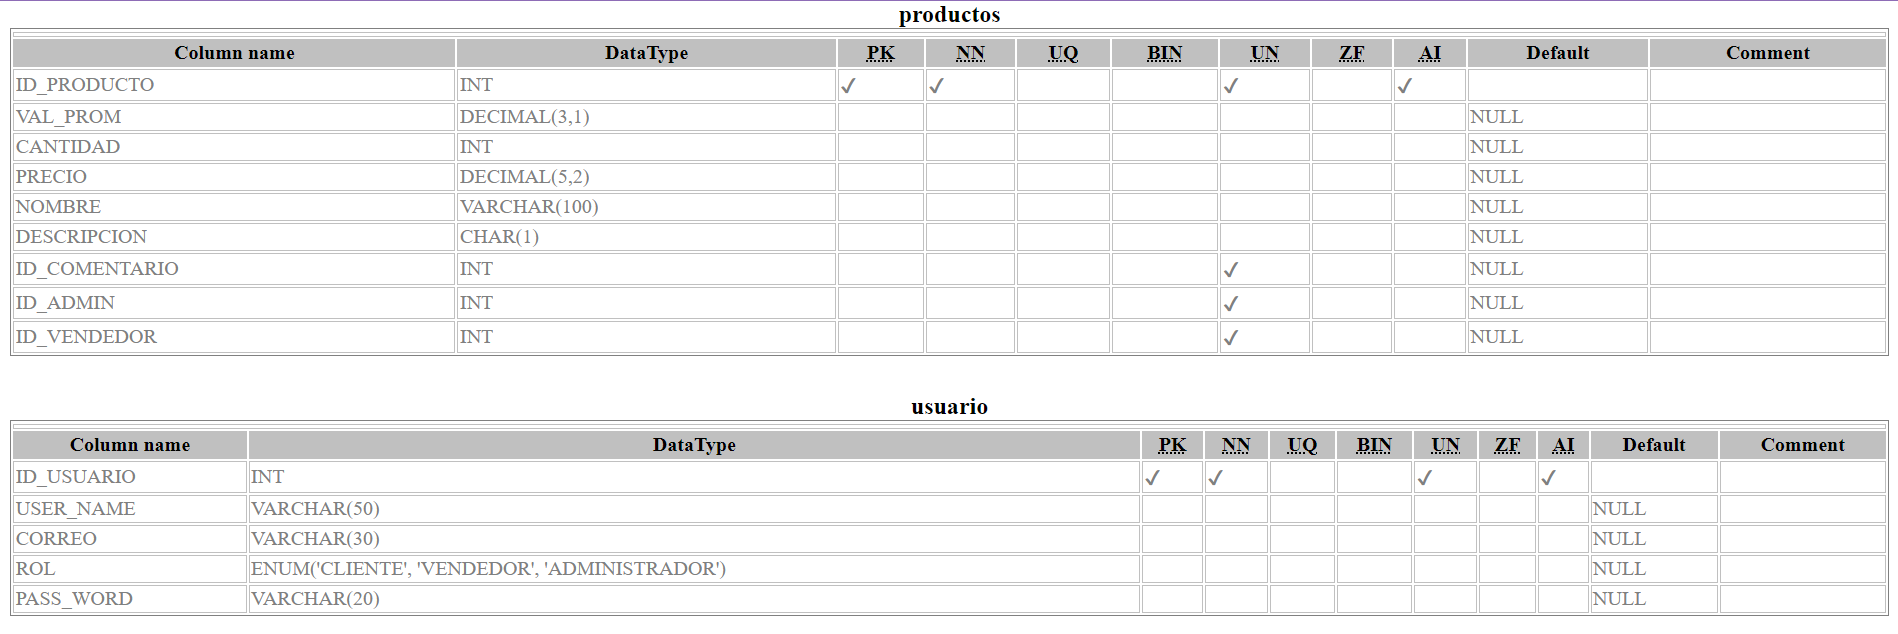 productos
Column name DataType PK NN UQ BIN UN ZF AI Default Comment
ID_PRODUCTO INT ✓ ✓ ✓ ✓
VAL_PROM DECIMAL(3,1) NULL
CANTIDAD INT NULL
PRECIO DECIMAL(5,2) NULL
NOMBRE VARCHAR(100) NULL
DESCRIPCION CHAR(1) NULL
ID_COMENTARIO INT ✓ NULL
ID_ADMIN INT ✓ NULL
ID_VENDEDOR INT ✓ NULL
usuario
Column name DataType PK NN UQ BIN UN ZF AI Default Comment
ID_USUARIO INT ✓ ✓ ✓ ✓
USER_NAME VARCHAR(50) NULL
CORREO VARCHAR(30) NULL
ROL ENUM('CLIENTE', 'VENDEDOR', 'ADMINISTRADOR') NULL
PASS_WORD VARCHAR(20) NULL